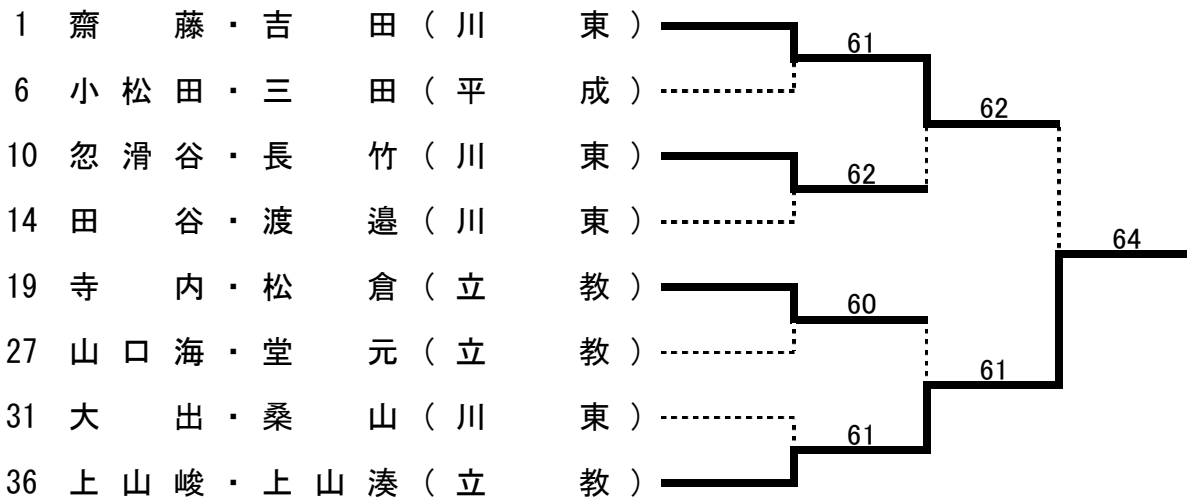 1 齋藤・吉田(川東)
61
6 小松田・三田(平成)
62
10 忽滑谷・長竹(川東)
62
14 田谷・渡邉(川東)
64
19 寺内・松倉(立教)
60
27 山口海・堂元(立教)
61
31 大出・桑山(川東)
61
36 上山峻・上山湊(立教)